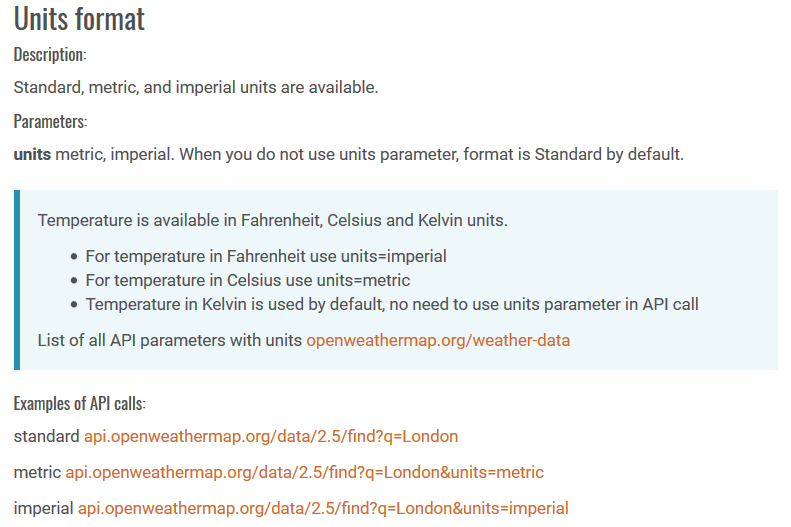 Units format
Description:
Standard, metric, and imperial units are available.
Parameters:
units metric, imperial. When you do not use units parameter, format is Standard by default.
Temperature is available in Fahrenheit, Celsius and Kelvin units.
• For temperature in Fahrenheit use units=imperial
• For temperature in Celsius use units=metric
• Temperature in Kelvin is used by default, no need to use units parameter in API call
List of all API parameters with units openweathermap.org/weather-data
Examples of API calls:
standard api.openweathermap.org/data/2.5/find?q=London
metric api.openweathermap.org/data/2.5/find?q=London&units=metric
imperial api.openweathermap.org/data/2.5/find?q=London&units=imperial